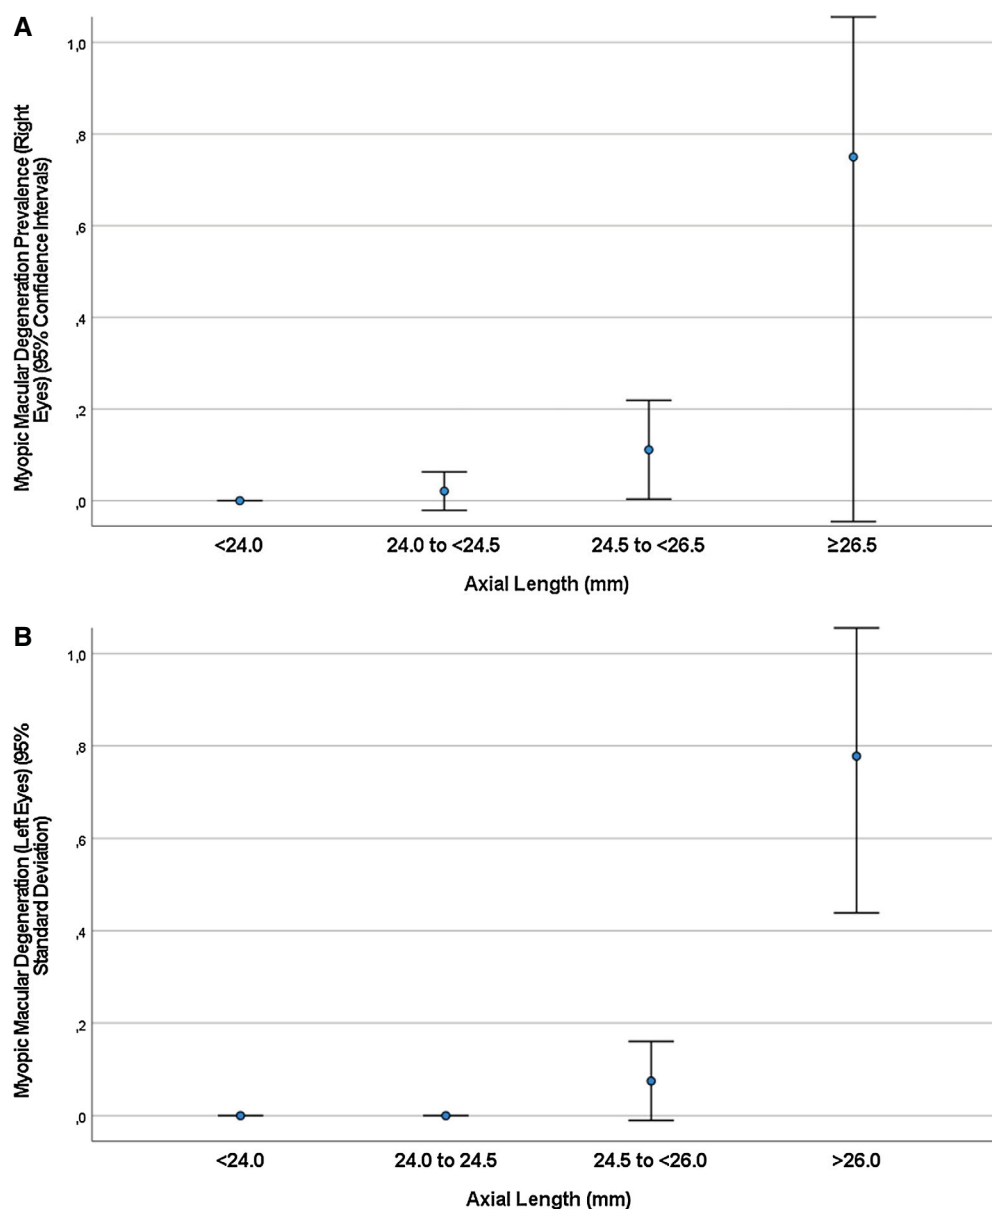 A
Myopic Macular Degeneration Prevalence (Right
Eyes) (95% Confidence Intervals)
1,0
,8
,6
,4
,2
,0
<24.0
24.0 to <24.5
24.5 to <26.5
≥26.5
Axial Length (mm)
B
Myopic Macular Degeneration (Left Eyes) (95%
Standard Deviation)
1,0
,8
,6
,4
,2
,0
<24.0
24.0 to 24.5
24.5 to <26.0
>26.0
Axial Length (mm)